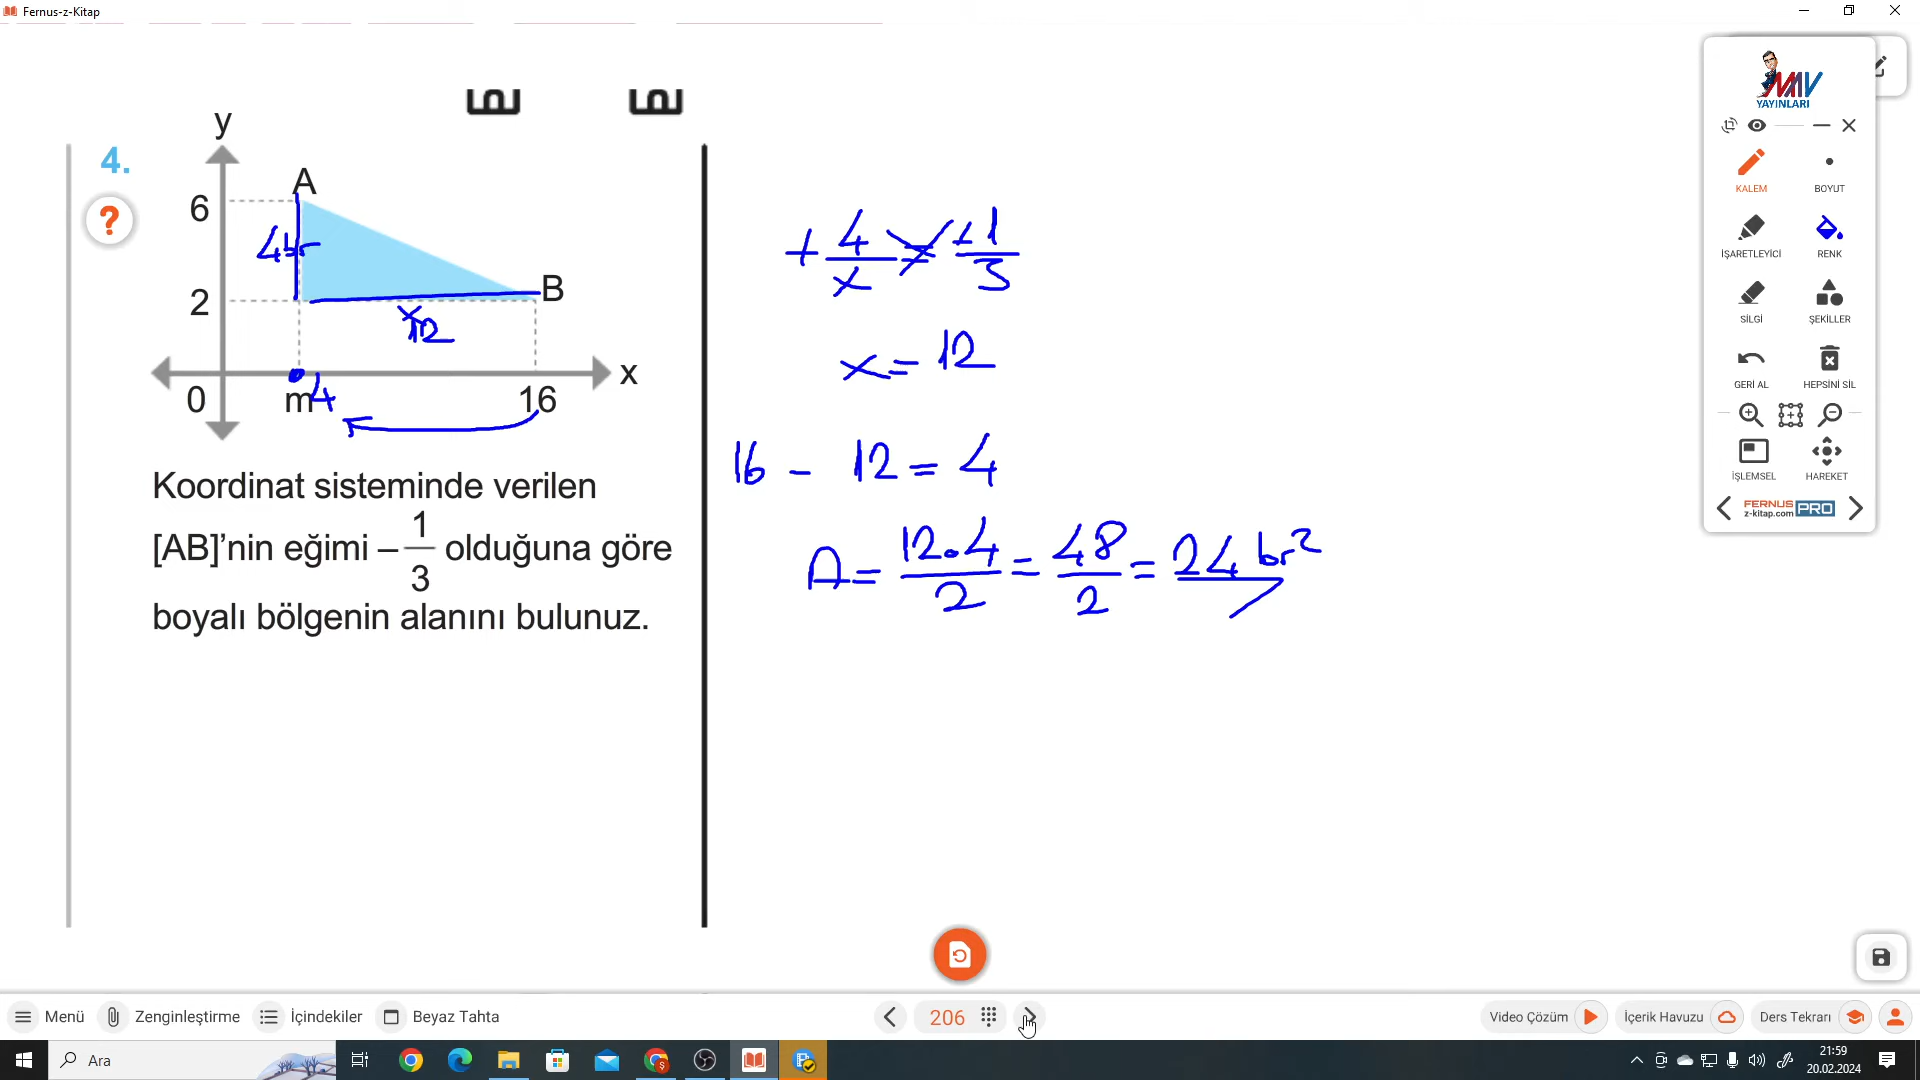 Fernus-z-Kitap
MAV
YAYINLARI
KALEM
BOYUT
İŞARETLEYİCİ
RENK
SİLGİ
ŞEKİLLER
GERİ AL
HEPSİNİ SİL
İŞLEMSEL
HAREKET
FERNUS
z-kitap.com PRO
4.
?
y
A
6
4br
2
B
x
12
0
m
4
16
x
Koordinat sisteminde verilen
[AB]’nin eğimi – 1/3 olduğuna göre
boyalı bölgenin alanını bulunuz.
+ 4/x = +1/3
x = 12
16 - 12 = 4
A = 12.4/2 = 48/2 = 24 br²
Menü
Zenginleştirme
İçindekiler
Beyaz Tahta
206
Video Çözüm
İçerik Havuzu
Ders Tekrarı
Ara
21:59
20.02.2024